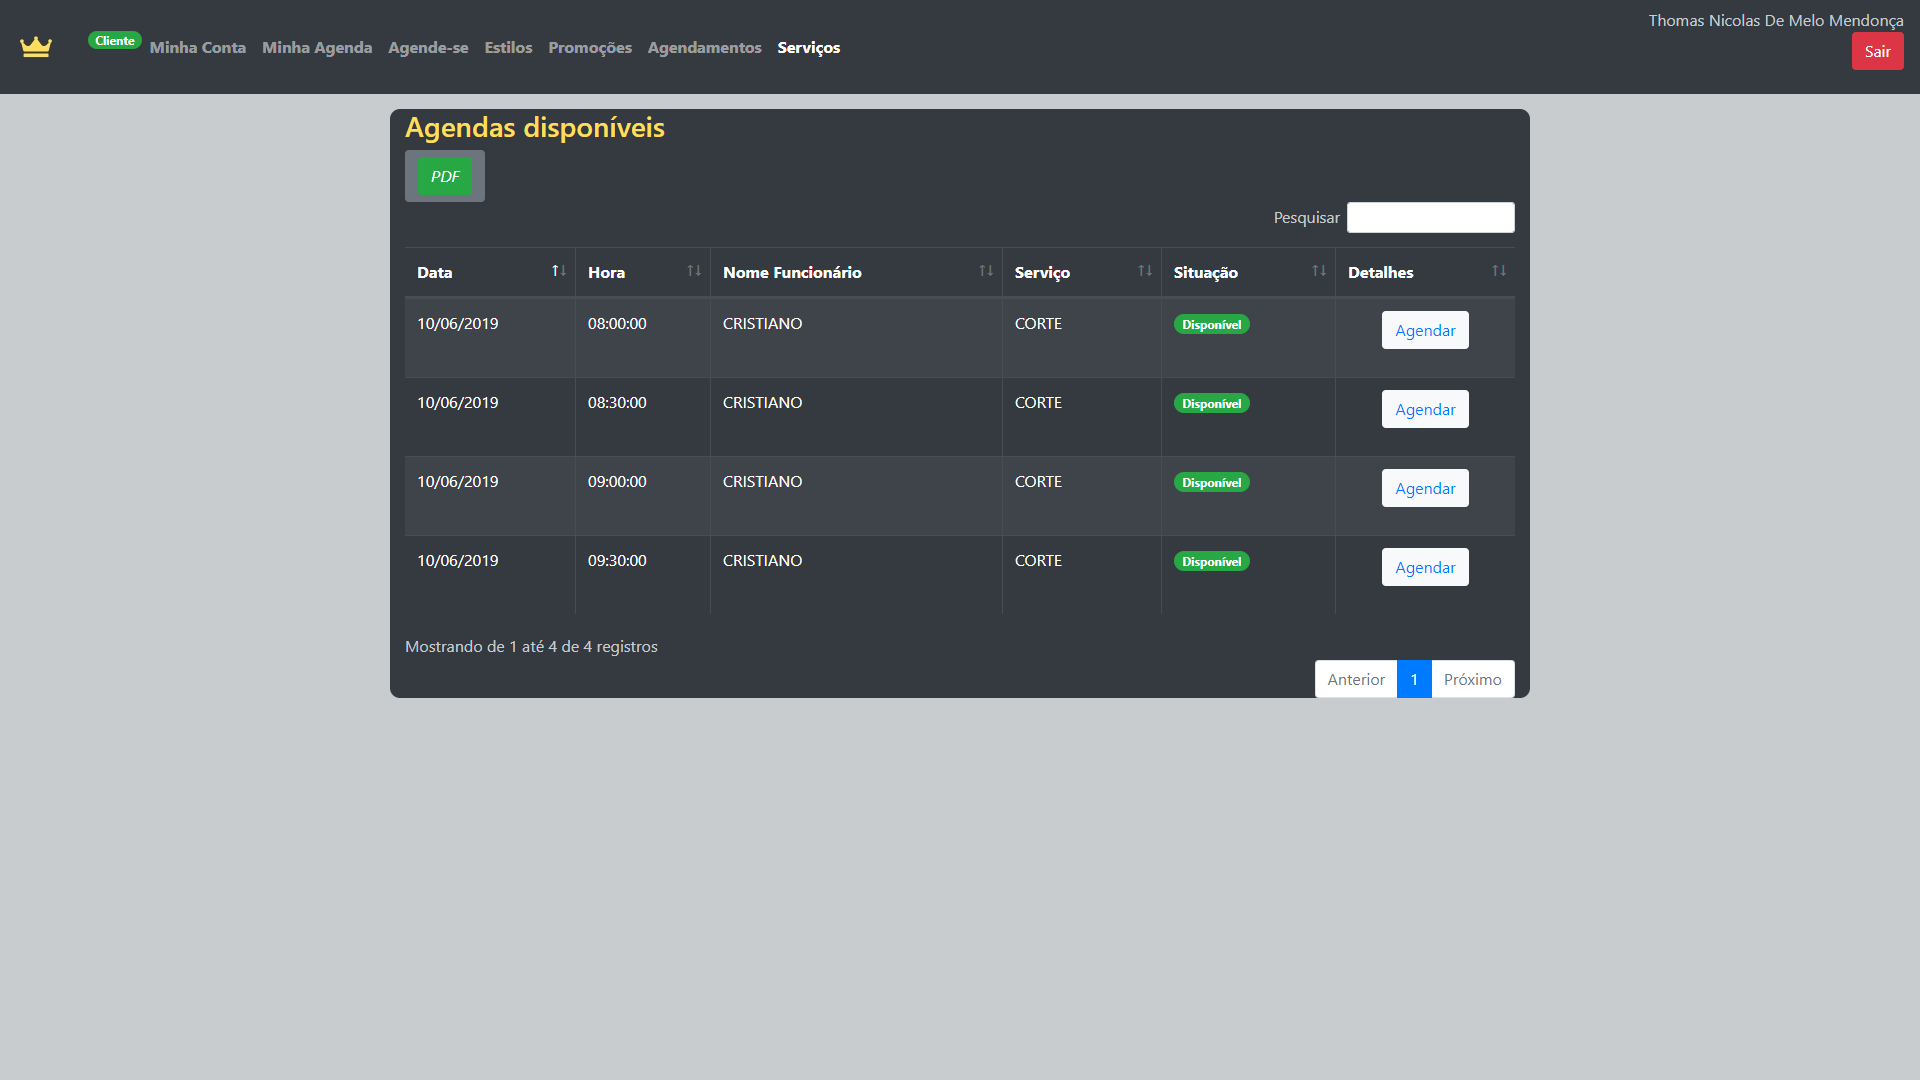 Thomas Nicolas De Melo Mendonça
Cliente Minha Conta Minha Agenda Agende-se Estilos Promoções Agendamentos Serviços
Sair
Agendas disponíveis
PDF
Pesquisar
Data Hora Nome Funcionário Serviço Situação Detalhes
10/06/2019 08:00:00 CRISTIANO CORTE Disponível Agendar
10/06/2019 08:30:00 CRISTIANO CORTE Disponível Agendar
10/06/2019 09:00:00 CRISTIANO CORTE Disponível Agendar
10/06/2019 09:30:00 CRISTIANO CORTE Disponível Agendar
Mostrando de 1 até 4 de 4 registros
Anterior 1 Próximo